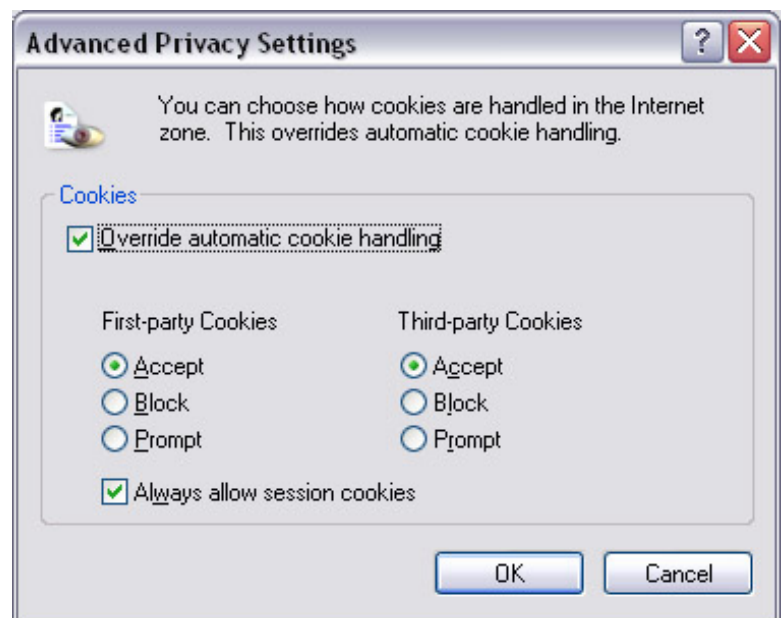 Advanced Privacy Settings
?
You can choose how cookies are handled in the Internet
zone. This overrides automatic cookie handling.
Cookies
Override automatic cookie handling
First-party Cookies Third-party Cookies
Accept Accept
Block Block
Prompt Prompt
Always allow session cookies
OK Cancel